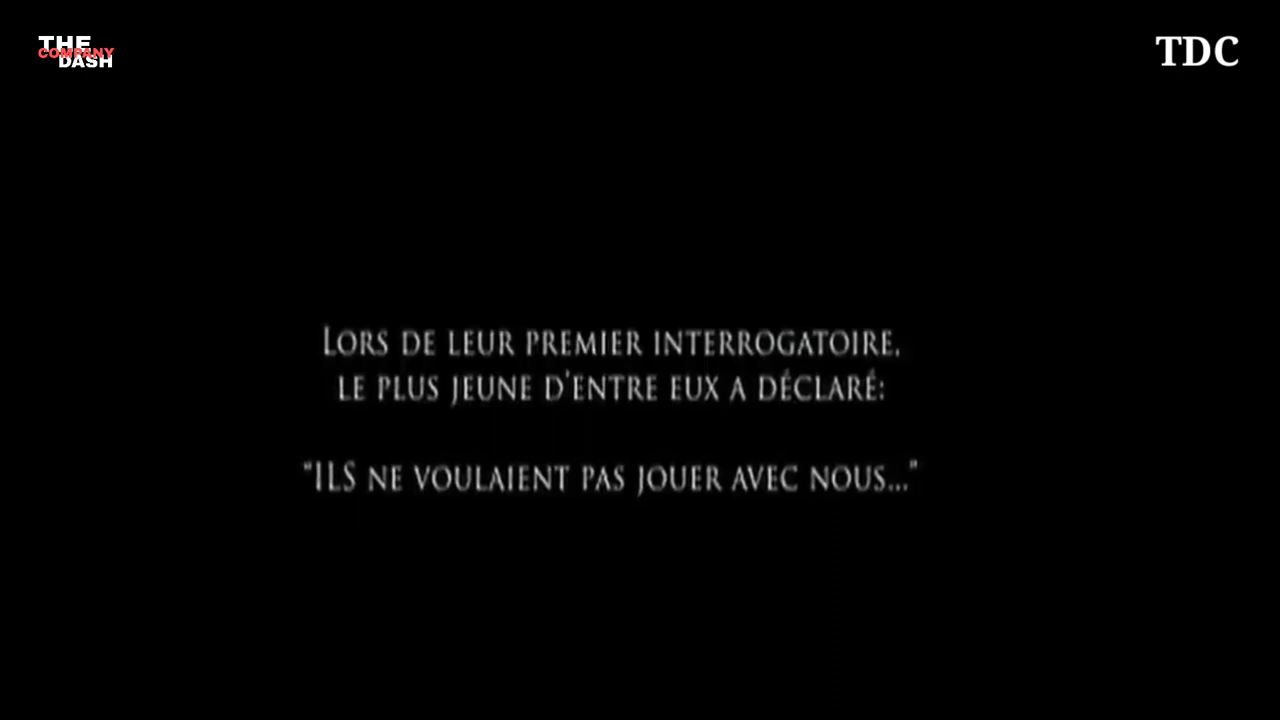 THE
COMPANY
DASH
TDC
LORS DE LEUR PREMIER INTERROGATOIRE,
LE PLUS JEUNE D'ENTRE EUX A DÉCLARÉ:
"ILS NE VOULAIENT PAS JOUER AVEC NOUS..."